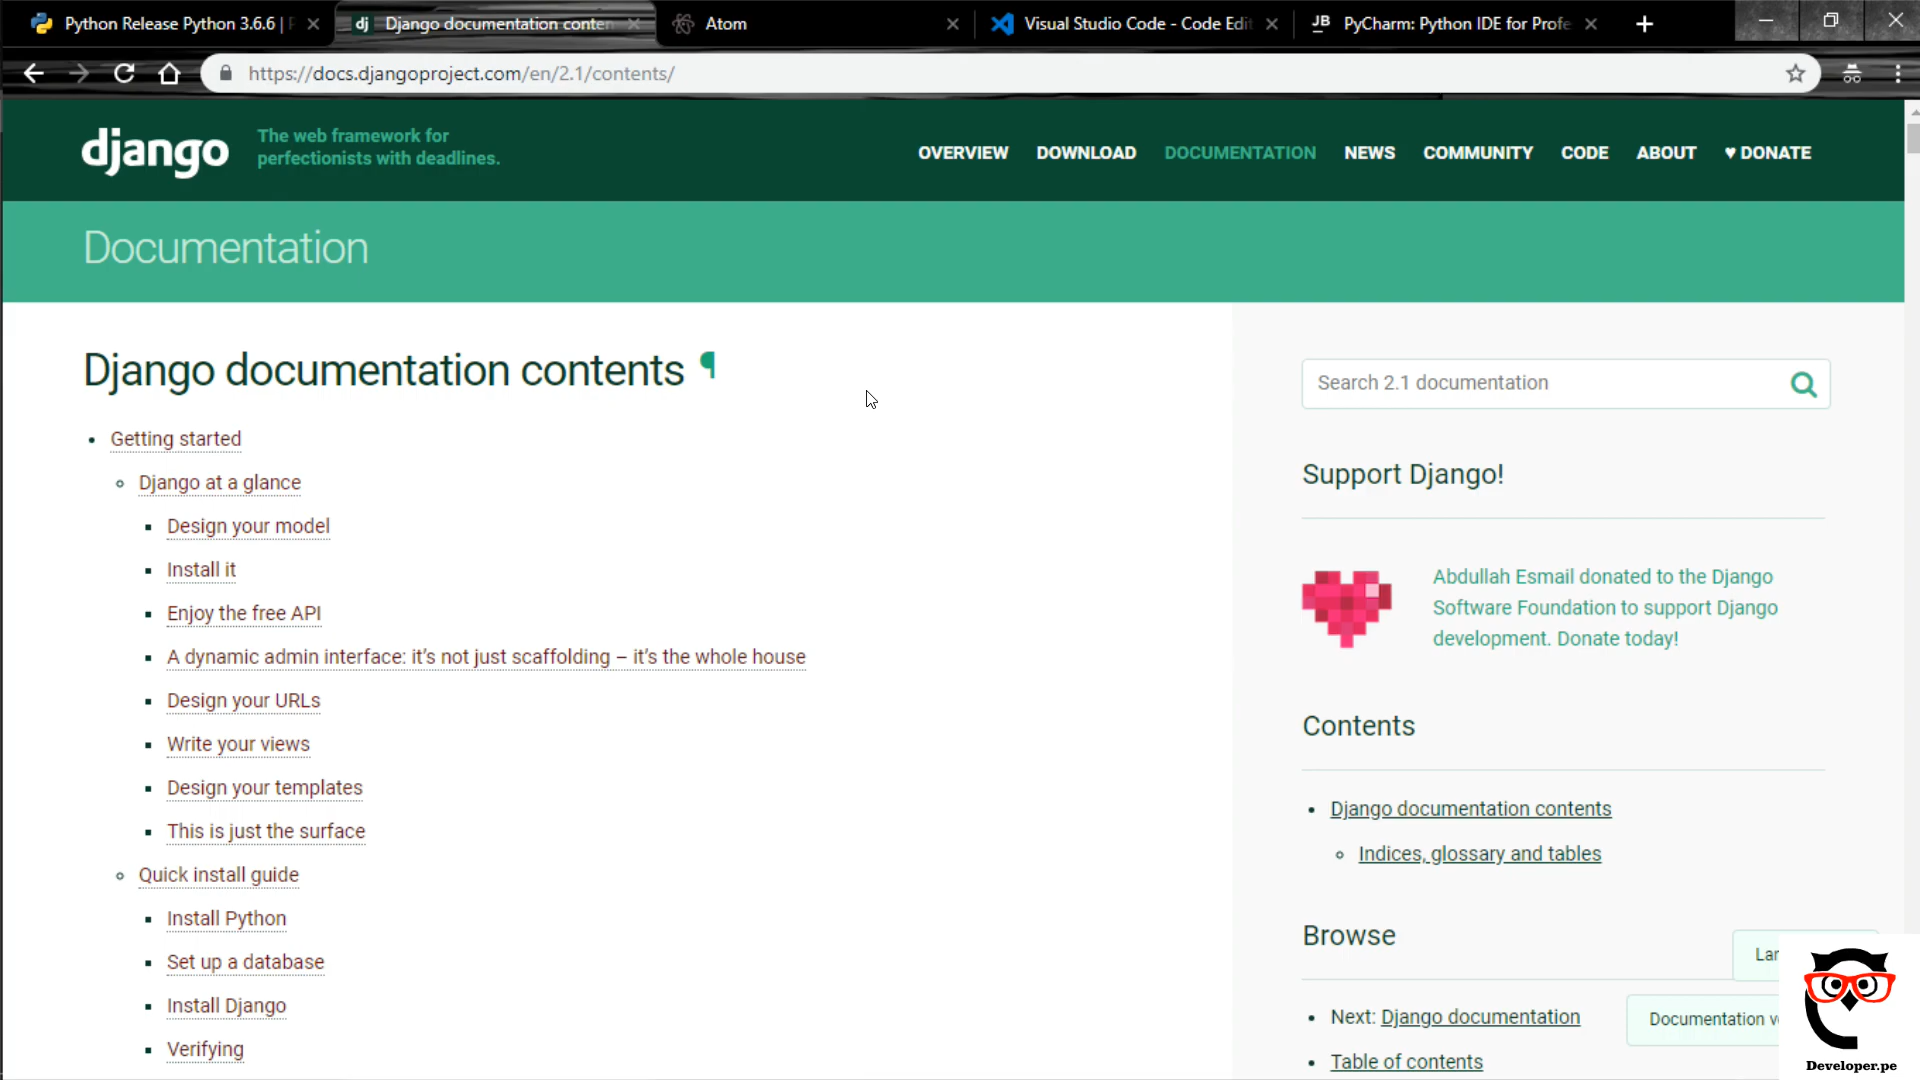 Python Release Python 3.6.6 |
dj Django documentation conten
Atom
Visual Studio Code - Code Edit
JB PyCharm: Python IDE for Profe
https://docs.djangoproject.com/en/2.1/contents/
django
The web framework for
perfectionists with deadlines.
OVERVIEW DOWNLOAD DOCUMENTATION NEWS COMMUNITY CODE ABOUT ♥ DONATE
Documentation
Django documentation contents ¶
Getting started
Django at a glance
Design your model
Install it
Enjoy the free API
A dynamic admin interface: it’s not just scaffolding – it’s the whole house
Design your URLs
Write your views
Design your templates
This is just the surface
Quick install guide
Install Python
Set up a database
Install Django
Verifying
Search 2.1 documentation
Support Django!
Abdullah Esmail donated to the Django
Software Foundation to support Django
development. Donate today!
Contents
Django documentation contents
Indices, glossary and tables
Browse
Next: Django documentation
Table of contents
Lan
Documentation v
Developer.pe